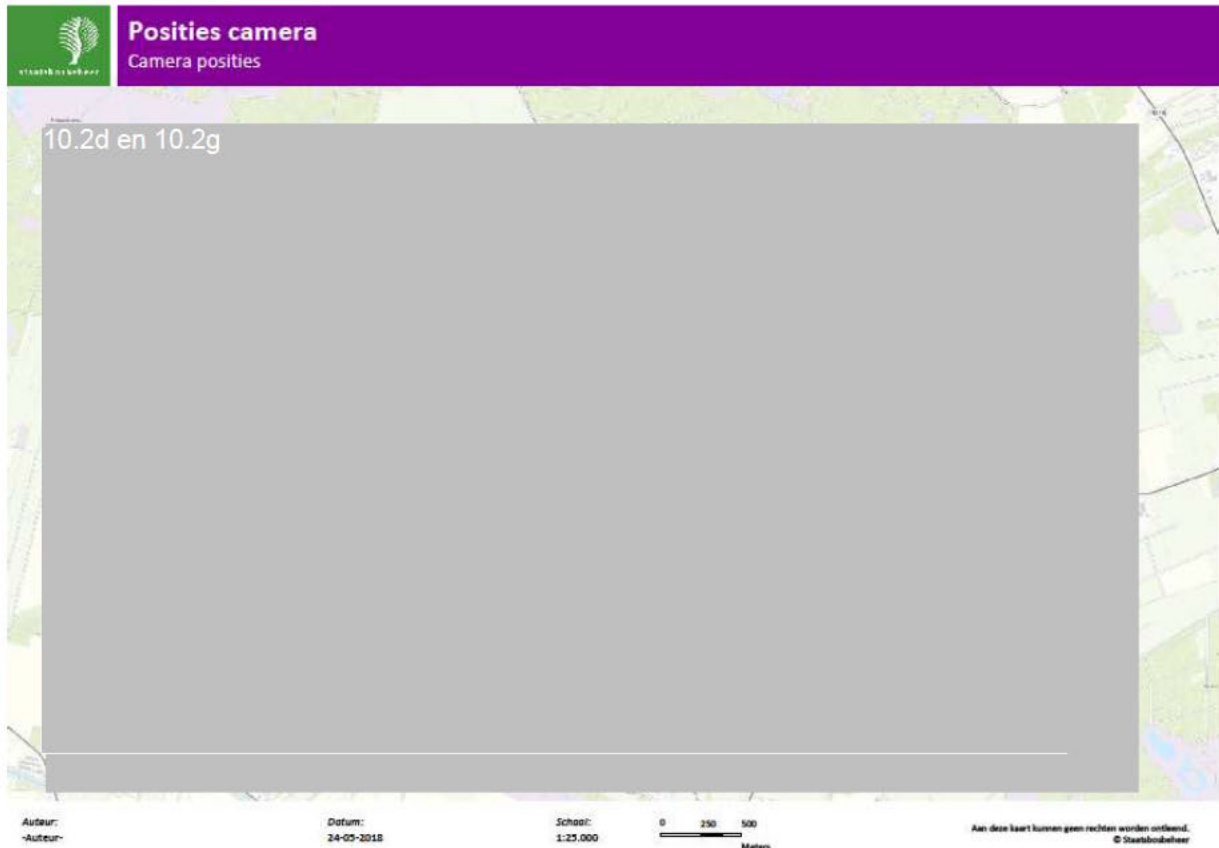 Posities camera
Camera posities
staatsbosbeheer
10.2d en 10.2g
Auteur:
-Auteur-
Datum:
24-05-2018
Schaal:
1:25.000
0 250 500
Meters
Aan deze kaart kunnen geen rechten worden ontleend.
© Staatsbosbeheer